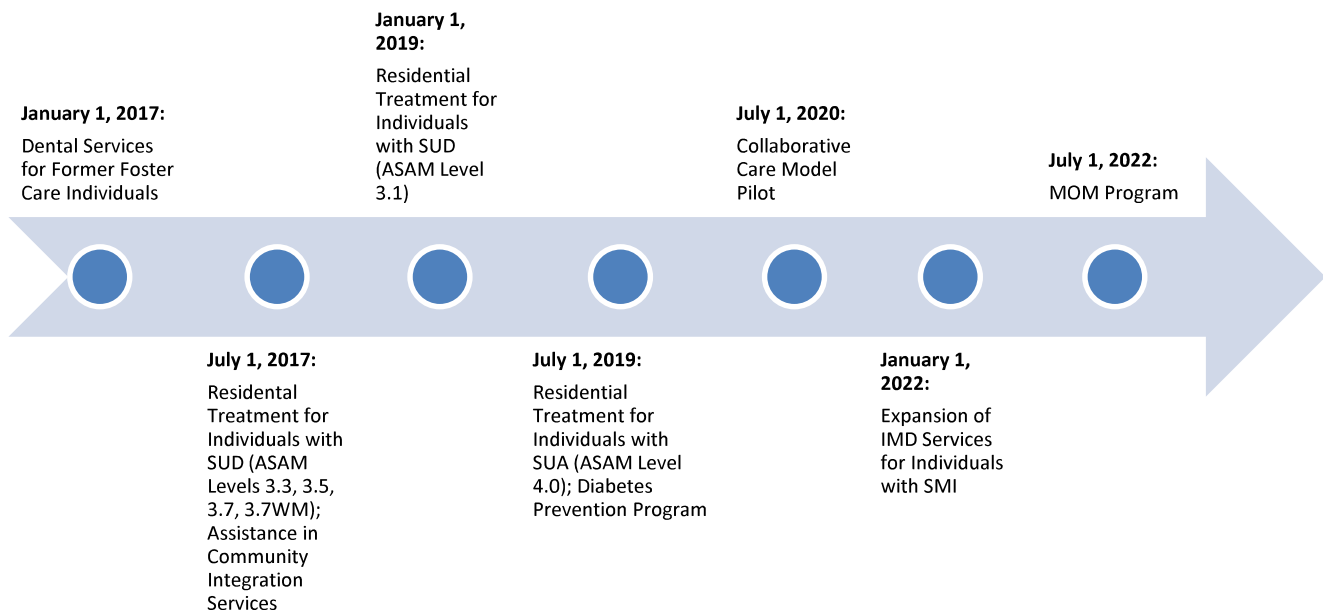 January 1, 2017:
Dental Services
for Former Foster
Care Individuals
July 1, 2017:
Residental
Treatment for
Individuals with
SUD (ASAM
Levels 3.3, 3.5,
3.7, 3.7WM);
Assistance in
Community
Integration
Services
January 1,
2019:
Residential
Treatment for
Individuals
with SUD
(ASAM Level
3.1)
July 1, 2019:
Residential
Treatment for
Individuals with
SUA (ASAM Level
4.0); Diabetes
Prevention Program
July 1, 2020:
Collaborative
Care Model
Pilot
January 1,
2022:
Expansion of
IMD Services
for Individuals
with SMI
July 1, 2022:
MOM Program